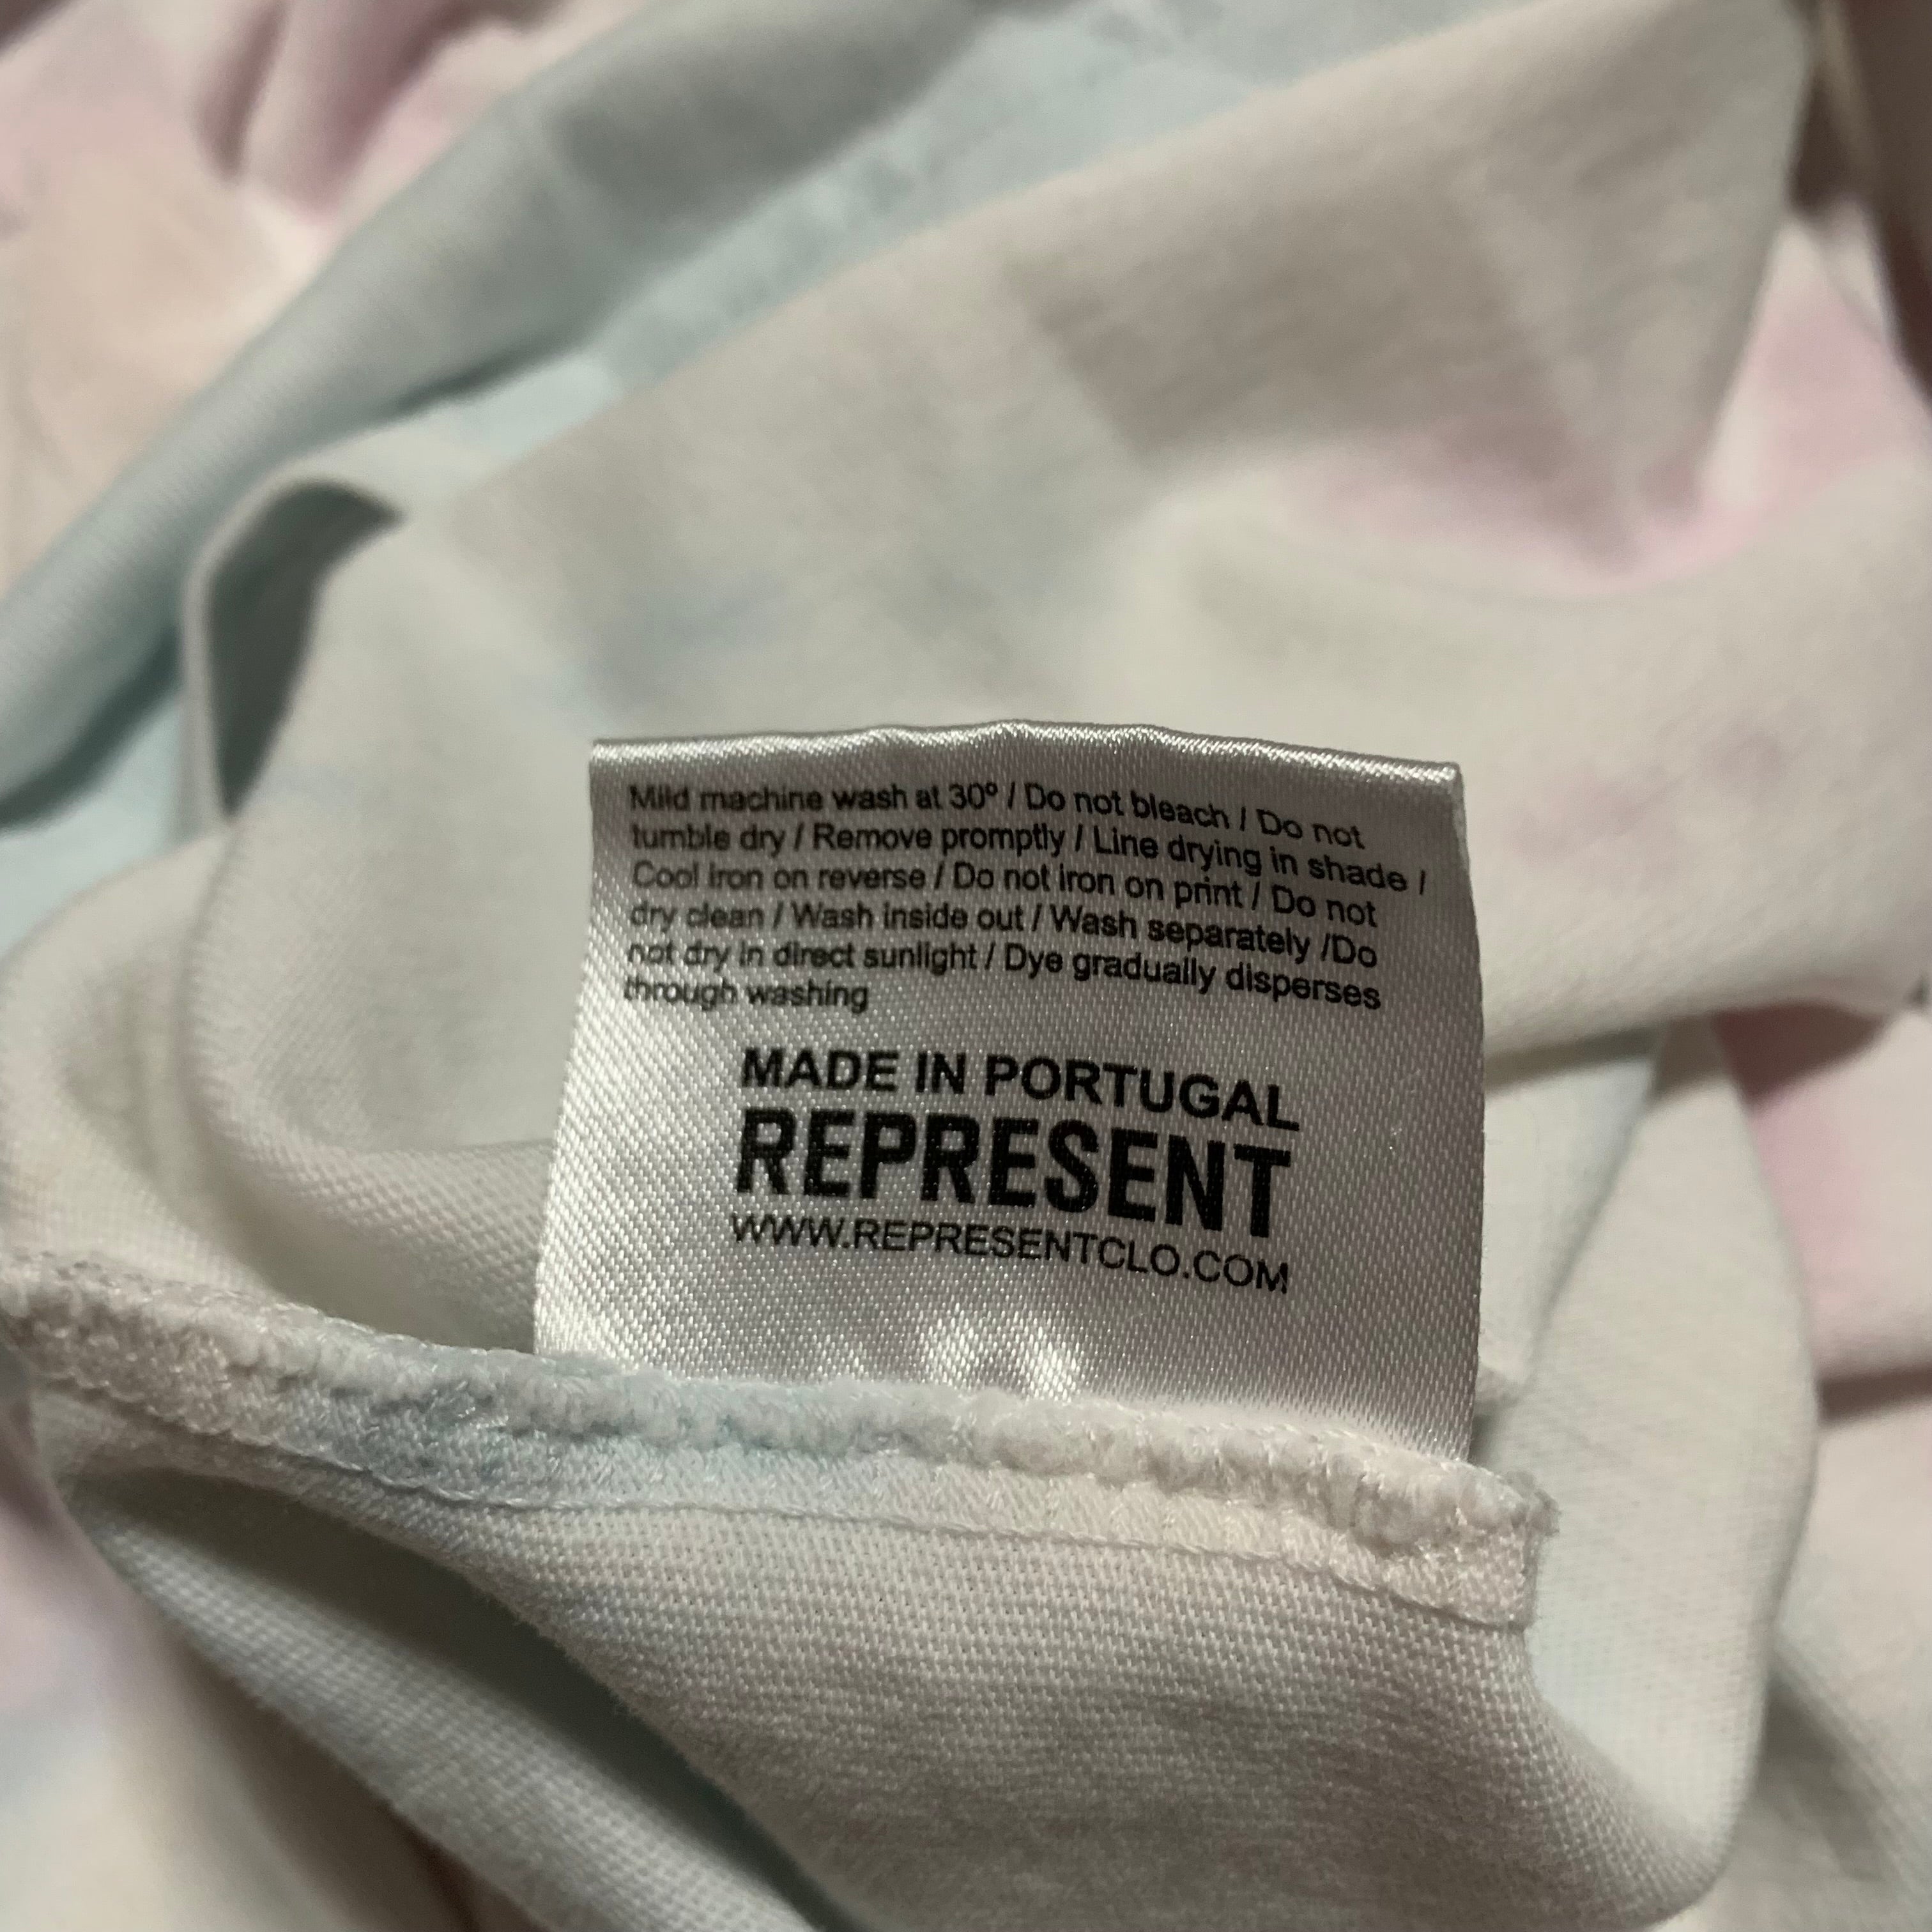 Mild machine wash at 30º / Do not bleach / Do not
tumble dry / Remove promptly / Line drying in shade /
Cool iron on reverse / Do not iron on print / Do not
dry clean / Wash inside out / Wash separately /Do
not dry in direct sunlight / Dye gradually disperses
through washing
MADE IN PORTUGAL
REPRESENT
WWW.REPRESENTCLO.COM